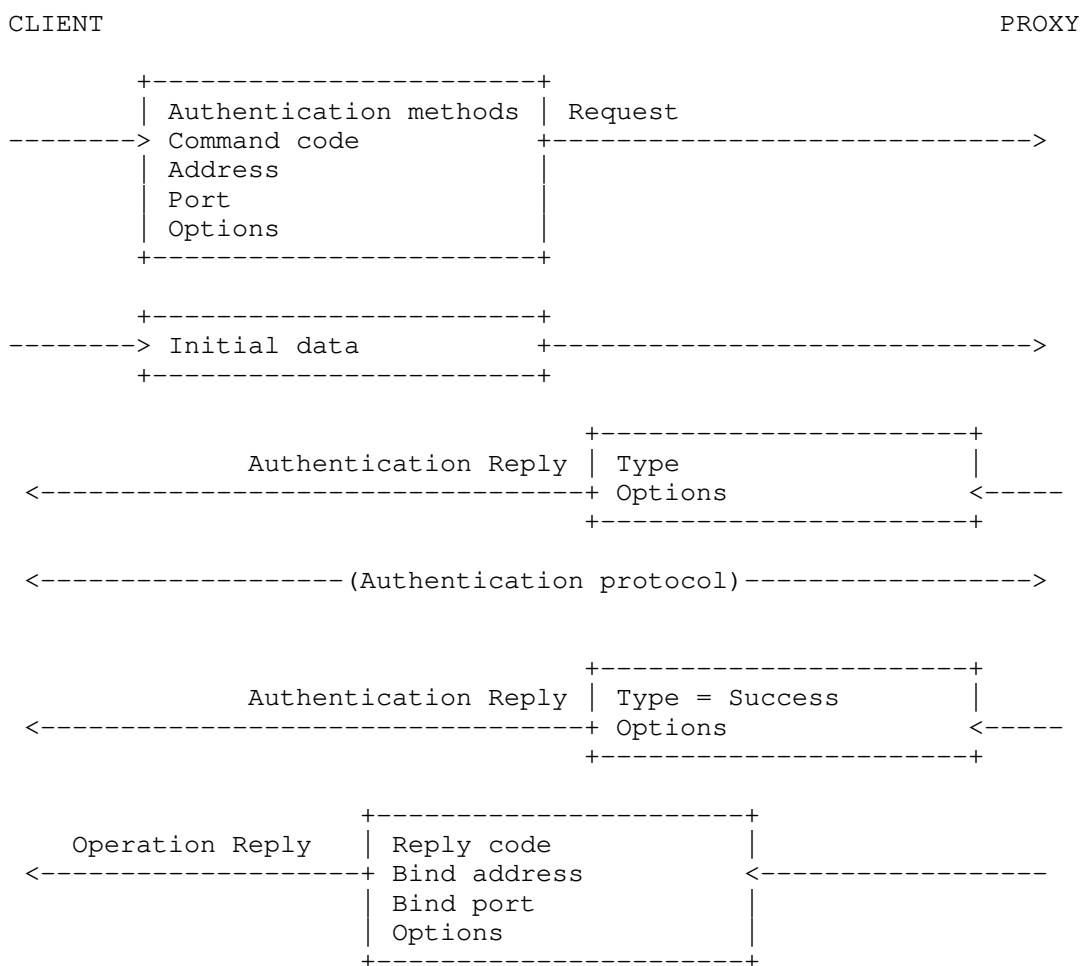 CLIENT PROXY
Authentication methods Request
Command code
Address
Port
Options
Initial data
Authentication Reply Type
Options
(Authentication protocol)
Authentication Reply Type = Success
Options
Operation Reply Reply code
Bind address
Bind port
Options